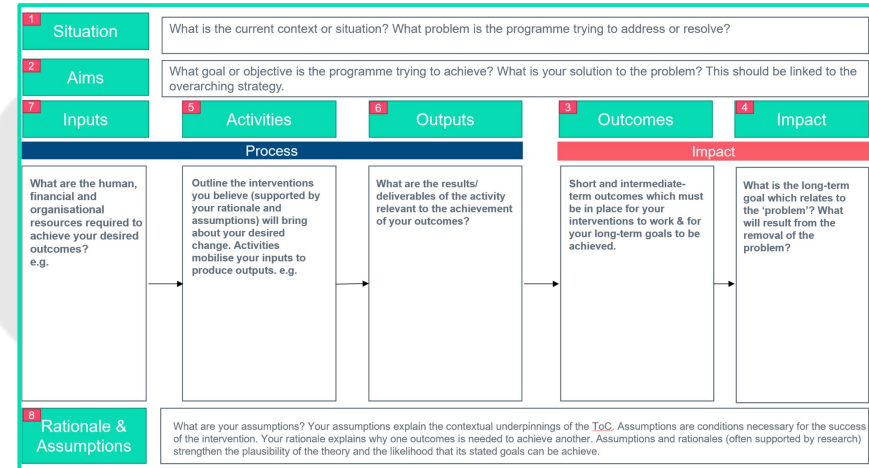 1
Situation
What is the current context or situation? What problem is the programme trying to address or resolve?
2
Aims
What goal or objective is the programme trying to achieve? What is your solution to the problem? This should be linked to the
overarching strategy.
7
Inputs
5
Activities
6
Outputs
3
Outcomes
4
Impact
Process
Impact
What are the human,
financial and
organisational
resources required to
achieve your desired
outcomes?
e.g.
Outline the interventions
you believe (supported by
your rationale and
assumptions) will bring
about your desired
change. Activities
mobilise your inputs to
produce outputs. e.g.
What are the results/
deliverables of the activity
relevant to the achievement
of your outcomes?
Short and intermediate-
term outcomes which must
be in place for your
interventions to work & for
your long-term goals to be
achieved.
What is the long-term
goal which relates to
the ‘problem’? What
will result from the
removal of the
problem?
8
Rationale &
Assumptions
What are your assumptions? Your assumptions explain the contextual underpinnings of the ToC. Assumptions are conditions necessary for the success
of the intervention. Your rationale explains why one outcomes is needed to achieve another. Assumptions and rationales (often supported by research)
strengthen the plausibility of the theory and the likelihood that its stated goals can be achieve.